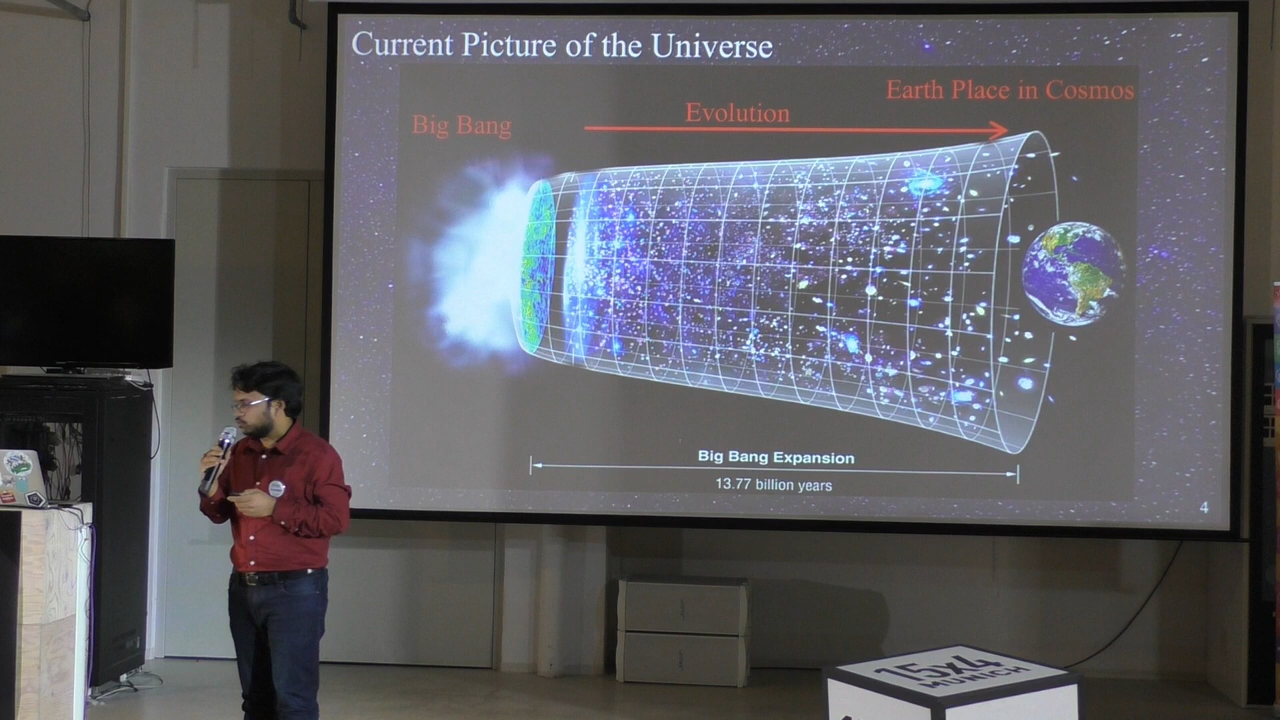 Current Picture of the Universe
Earth Place in Cosmos
Evolution
Big Bang
Big Bang Expansion
13.77 billion years
4
15x4
MUNICH